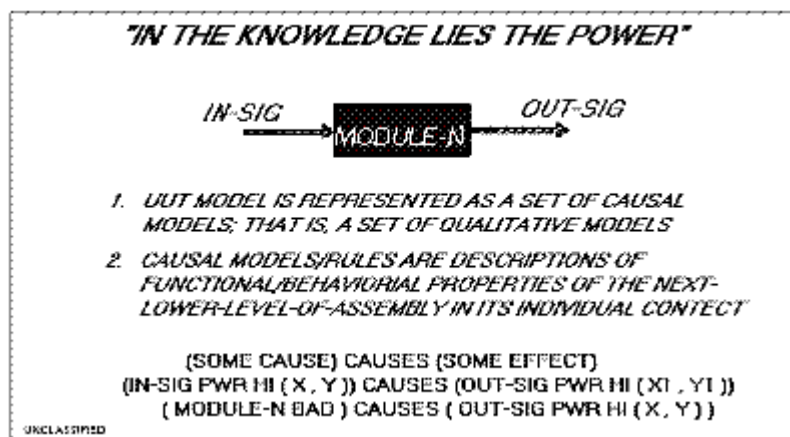 "IN THE KNOWLEDGE LIES THE POWER"
IN-SIG
MODULE-N
OUT-SIG
1. UUT MODEL IS REPRESENTED AS A SET OF CAUSAL
MODELS; THAT IS, A SET OF QUALITATIVE MODELS
2. CAUSAL MODELS/RULES ARE DESCRIPTIONS OF
FUNCTIONAL/BEHAVIORIAL PROPERTIES OF THE NEXT-
LOWER-LEVEL-OF-ASSEMBLY IN ITS INDIVIDUAL CONTECT
(SOME CAUSE) CAUSES (SOME EFFECT)
(IN-SIG PWR HI ( X , Y )) CAUSES (OUT-SIG PWR HI ( X1 , Y1 ))
( MODULE-N BAD ) CAUSES ( OUT-SIG PWR HI ( X , Y ) )
UNCLASSIFIED